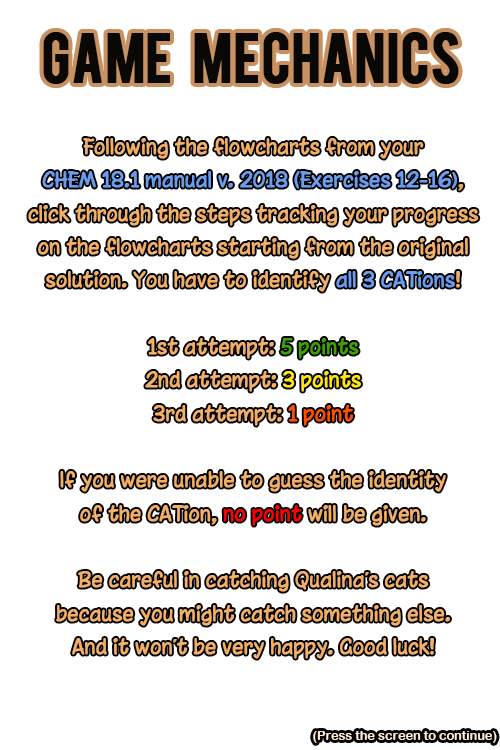 GAME MECHANICS
Following the flowcharts from your
CHEM 18.1 manual v. 2018 (Exercises 12-16),
click through the steps tracking your progress
on the flowcharts starting from the original
solution. You have to identify all 3 CATions!
1st attempt: 5 points
2nd attempt: 3 points
3rd attempt: 1 point
If you were unable to guess the identity
of the CATion, no point will be given.
Be careful in catching Qualina's cats
because you might catch something else.
And it won't be very happy. Good luck!
(Press the screen to continue)